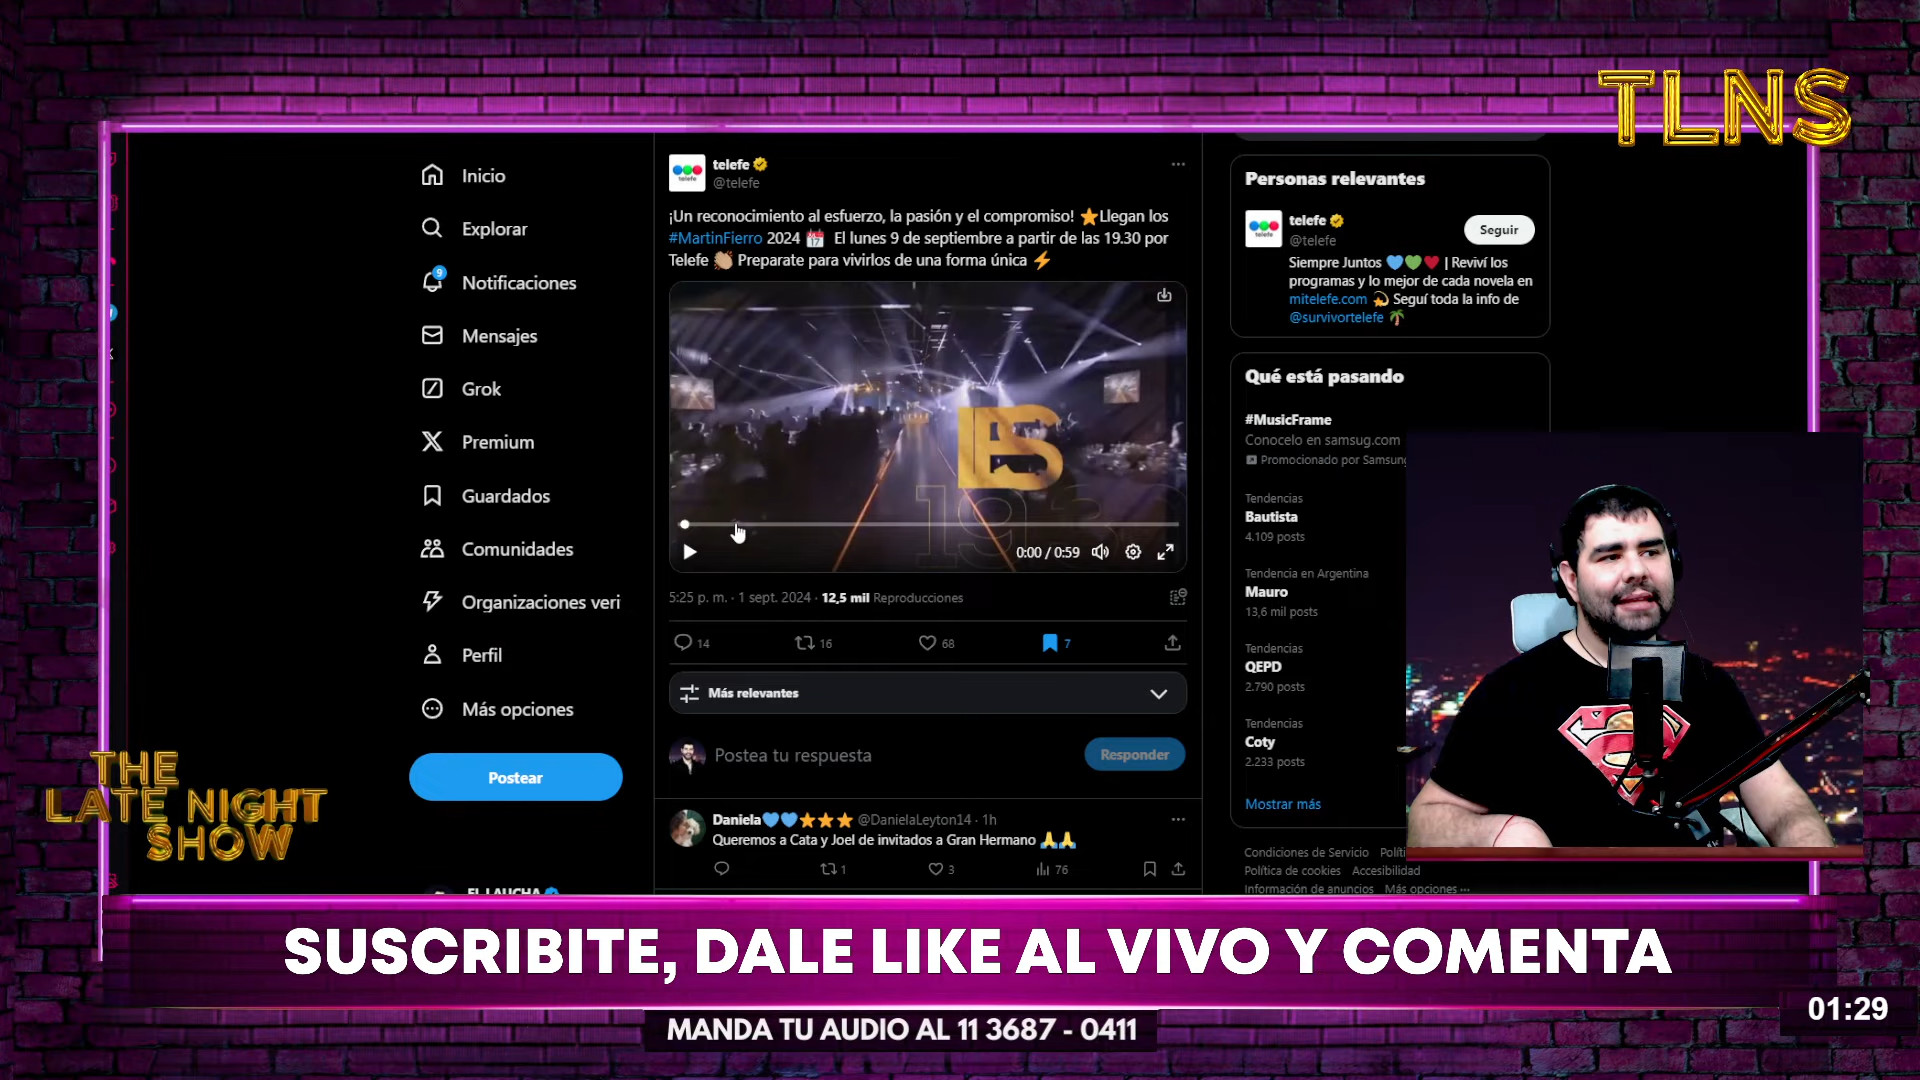 TLNS
Inicio
Explorar
9
Notificaciones
Mensajes
Grok
Premium
Guardados
Comunidades
Organizaciones veri
Perfil
Más opciones
Postear
EL LAUCHA
THE
LATE NIGHT
SHOW
telefe
@telefe
¡Un reconocimiento al esfuerzo, la pasión y el compromiso! ⭐Llegan los
#MartinFierro 2024 📅 El lunes 9 de septiembre a partir de las 19.30 por
Telefe 👏🏼 Preparate para vivirlos de una forma única ⚡
0:00 / 0:59
5:25 p. m. · 1 sept. 2024 · 12,5 mil Reproducciones
14 16 68 7
Más relevantes
Postea tu respuesta
Responder
Daniela💙💙⭐⭐⭐ @DanielaLeyton14 · 1h
Queremos a Cata y Joel de invitados a Gran Hermano 🙏🙏
1 3 76
Personas relevantes
telefe
@telefe
Seguir
Siempre Juntos 💙💚❤️ | Reviví los
programas y lo mejor de cada novela en
mitelefe.com 💫 Seguí toda la info de
@survivortelefe 🌴
Qué está pasando
#MusicFrame
Conocelo en samsug.com
Promocionado por Samsung
Tendencias
Bautista
4.109 posts
Tendencia en Argentina
Mauro
13,6 mil posts
Tendencias
QEPD
2.790 posts
Tendencias
Coty
2.233 posts
Mostrar más
Condiciones de Servicio Políti
Política de cookies Accesibilidad
Información de anuncios Más opciones ···
SUSCRIBITE, DALE LIKE AL VIVO Y COMENTA
MANDA TU AUDIO AL 11 3687 - 0411
01:29